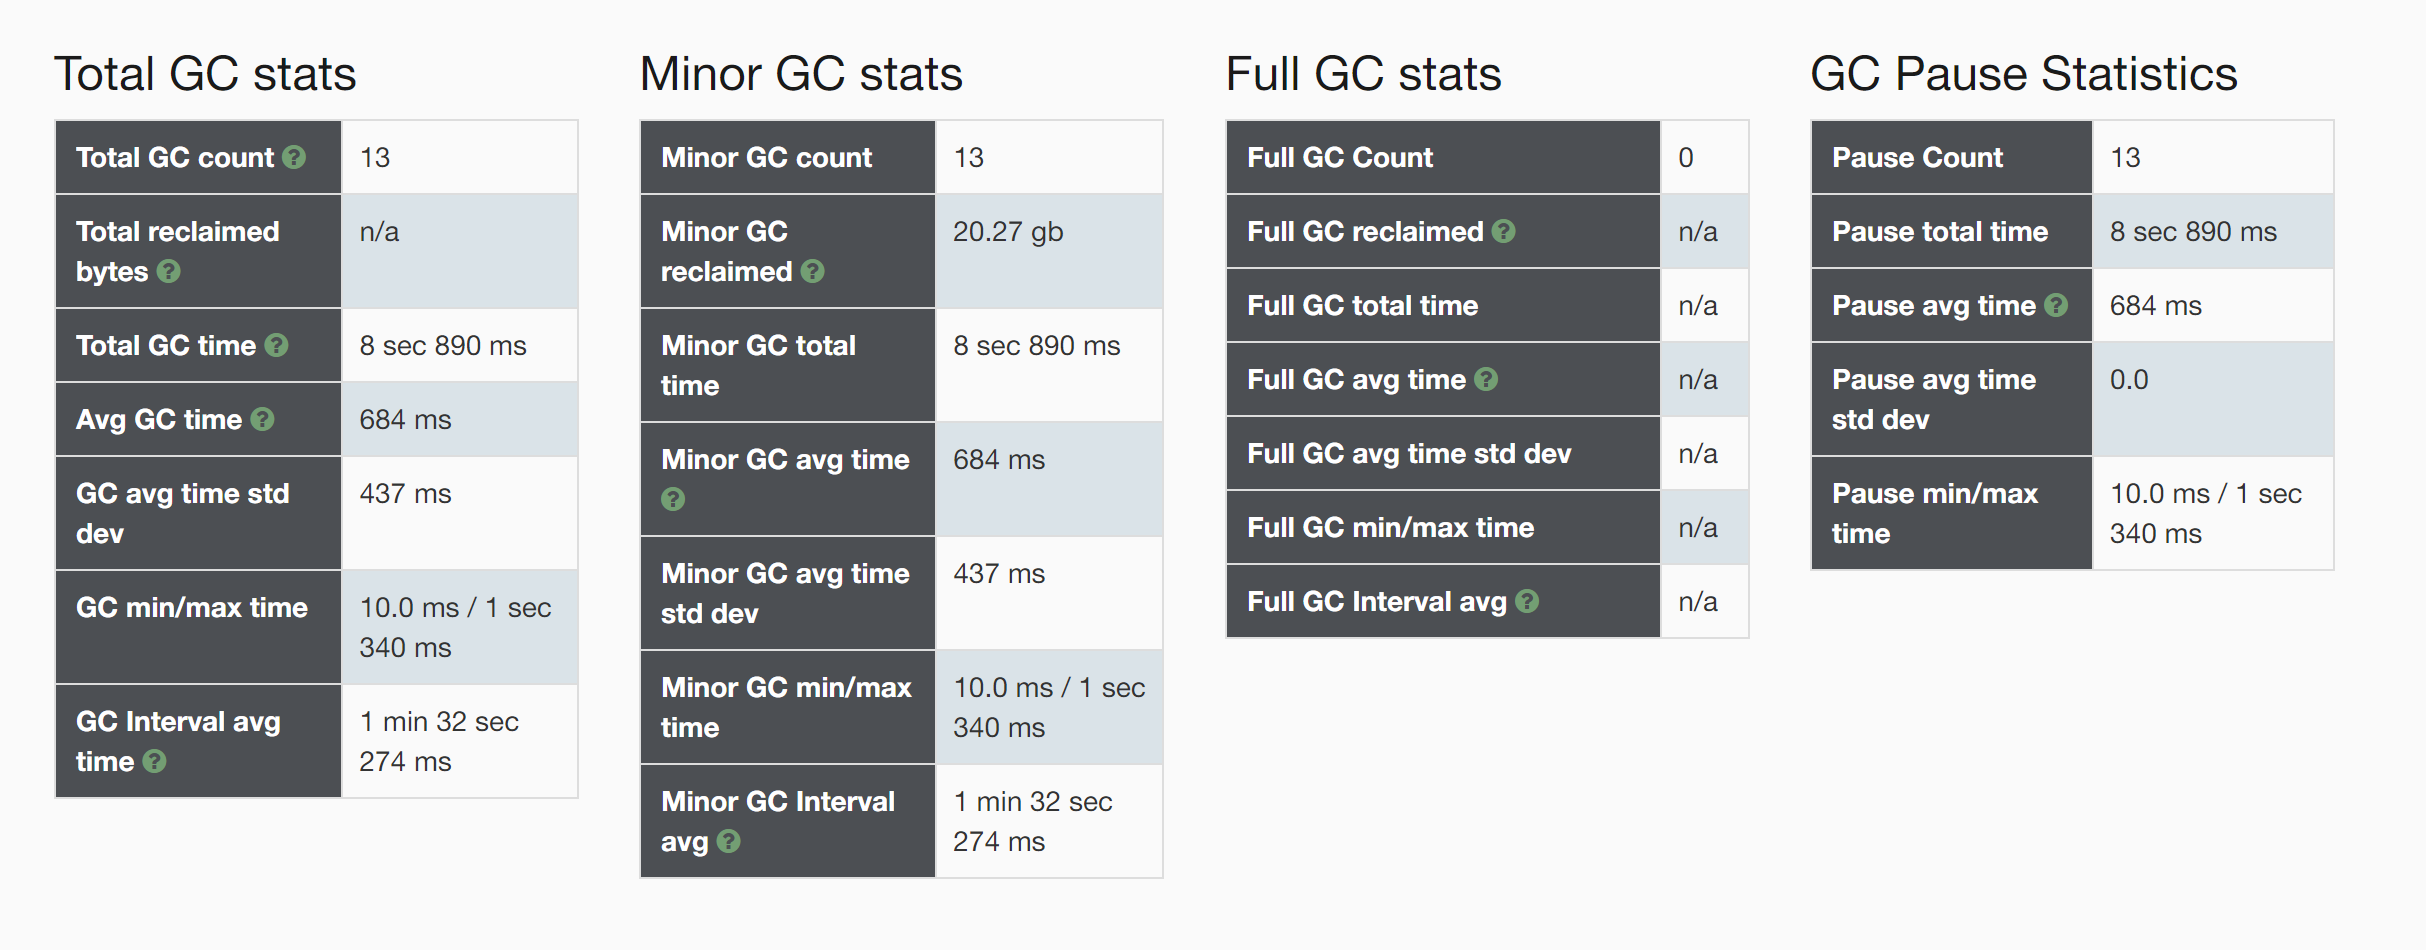 Total GC stats
Total GC count ? 13
Total reclaimed n/a
bytes ?
Total GC time ? 8 sec 890 ms
Avg GC time ? 684 ms
GC avg time std 437 ms
dev
GC min/max time 10.0 ms / 1 sec
340 ms
GC Interval avg 1 min 32 sec
time ? 274 ms
Minor GC stats
Minor GC count 13
Minor GC 20.27 gb
reclaimed ?
Minor GC total 8 sec 890 ms
time
Minor GC avg time 684 ms
?
Minor GC avg time 437 ms
std dev
Minor GC min/max 10.0 ms / 1 sec
time 340 ms
Minor GC Interval 1 min 32 sec
avg ? 274 ms
Full GC stats
Full GC Count 0
Full GC reclaimed ? n/a
Full GC total time n/a
Full GC avg time ? n/a
Full GC avg time std dev n/a
Full GC min/max time n/a
Full GC Interval avg ? n/a
GC Pause Statistics
Pause Count 13
Pause total time 8 sec 890 ms
Pause avg time ? 684 ms
Pause avg time 0.0
std dev
Pause min/max 10.0 ms / 1 sec
time 340 ms